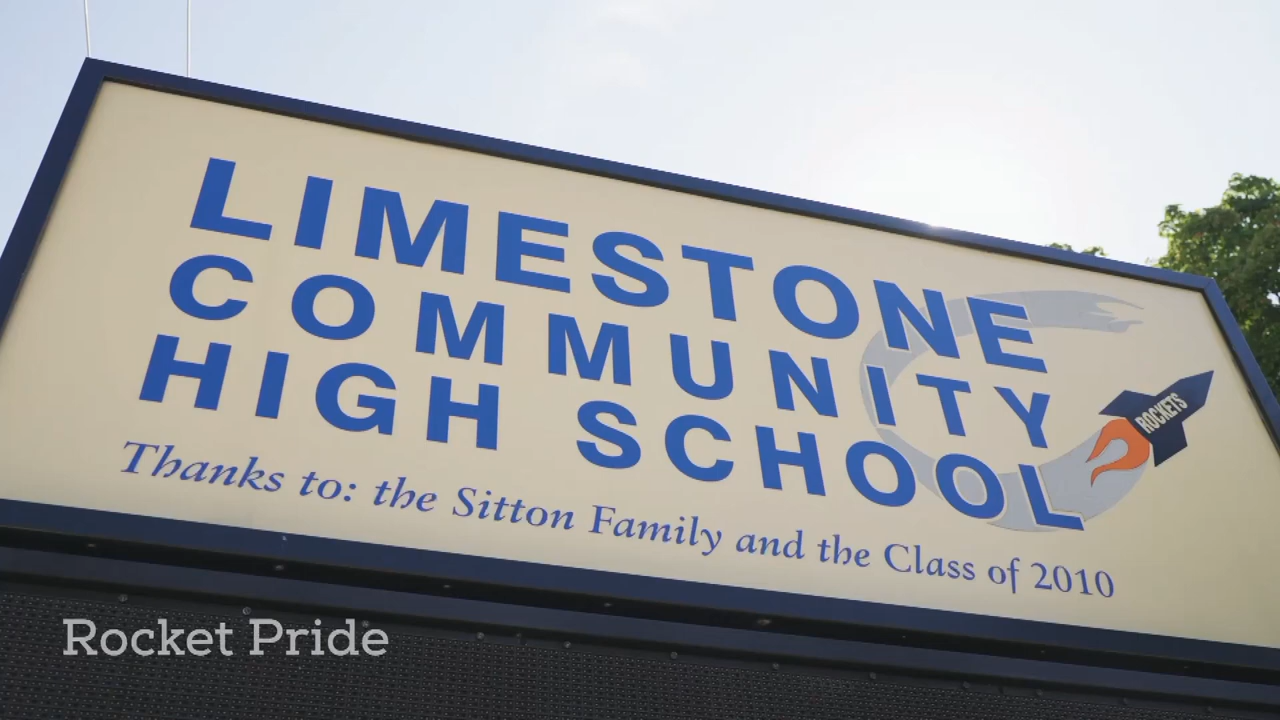 LIMESTONE
COMMUNITY
HIGH SCHOOL
ROCKETS
Thanks to: the Sitton Family and the Class of 2010
Rocket Pride